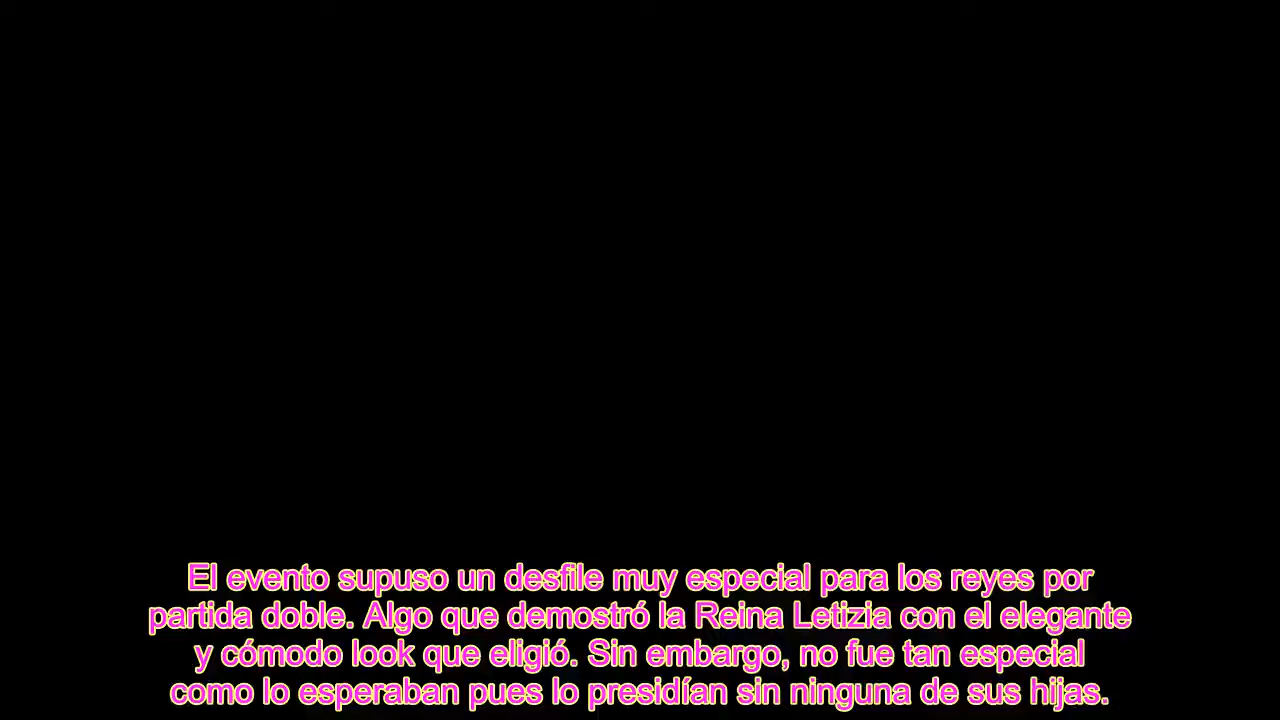 El evento supuso un desfile muy especial para los reyes por
partida doble. Algo que demostró la Reina Letizia con el elegante
y cómodo look que eligió. Sin embargo, no fue tan especial
como lo esperaban pues lo presidían sin ninguna de sus hijas.